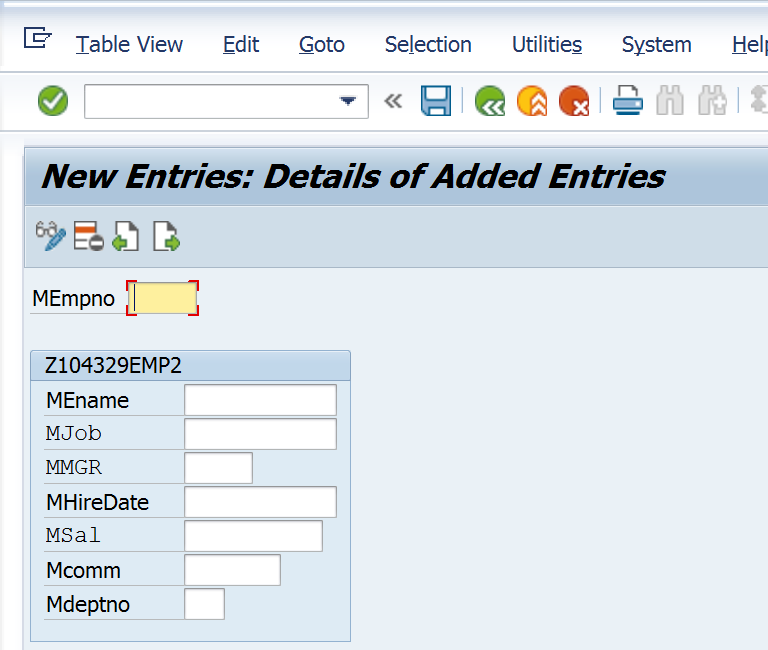 Table View Edit Goto Selection Utilities System Help
New Entries: Details of Added Entries
MEmpno
Z104329EMP2
MEname
MJob
MMGR
MHireDate
MSal
Mcomm
Mdeptno